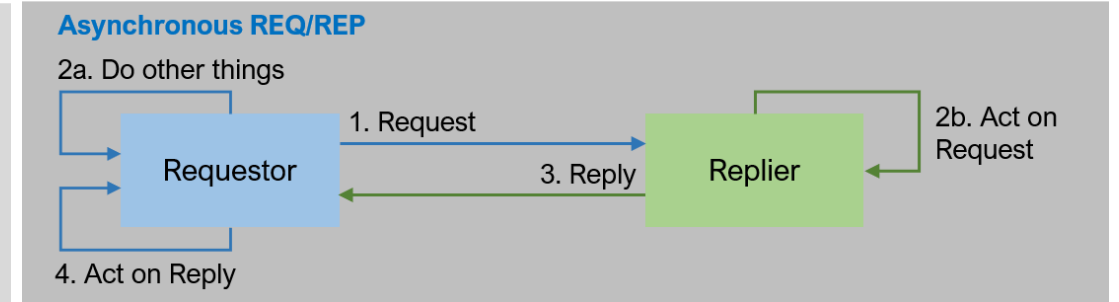 Asynchronous REQ/REP
2a. Do other things
1. Request
2b. Act on
Request
Requestor
3. Reply
Replier
4. Act on Reply